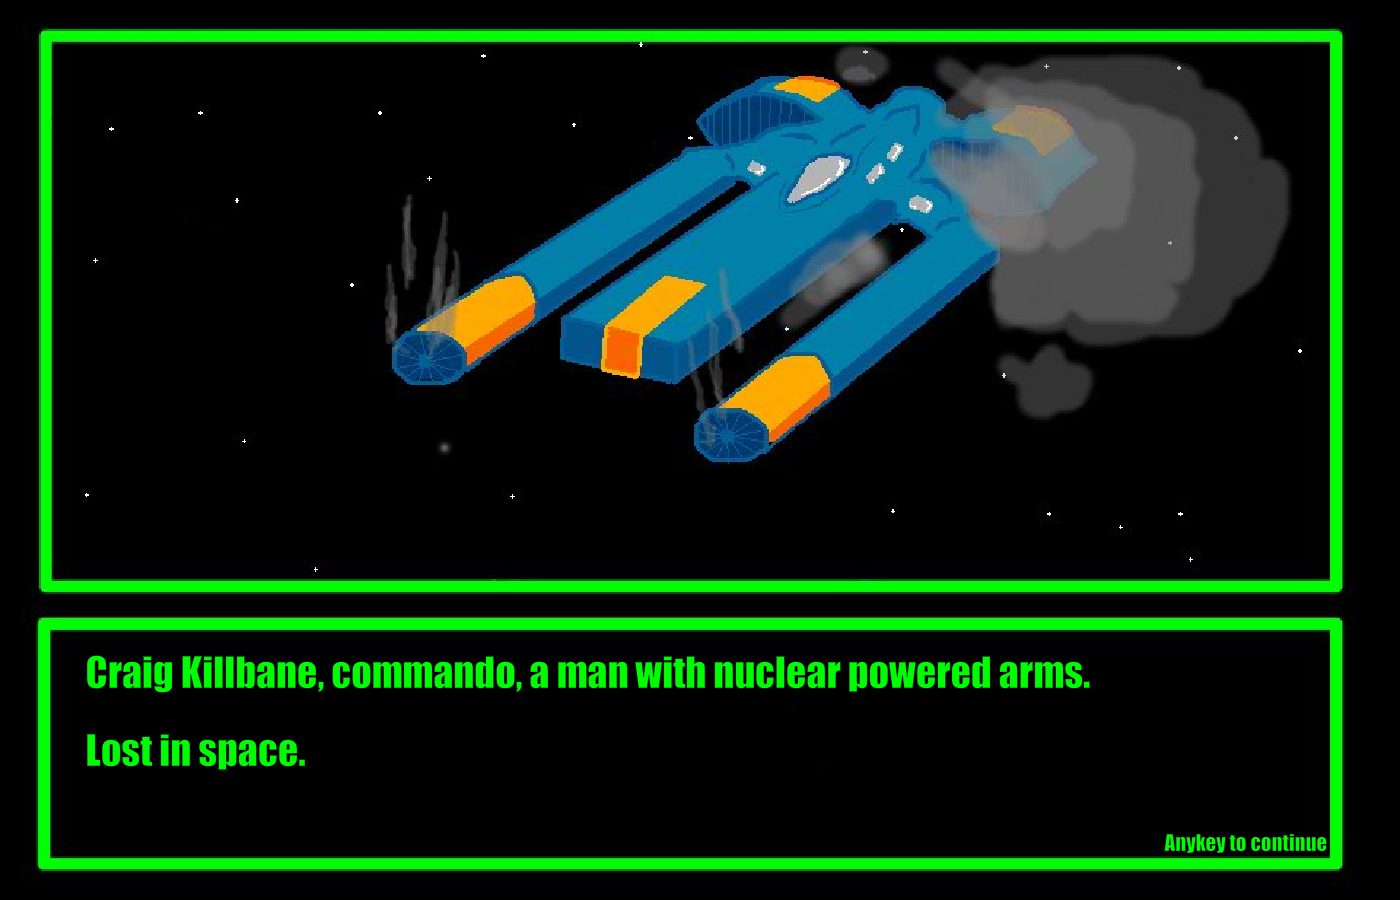 Craig Killbane, commando, a man with nuclear powered arms.
Lost in space.
Anykey to continue